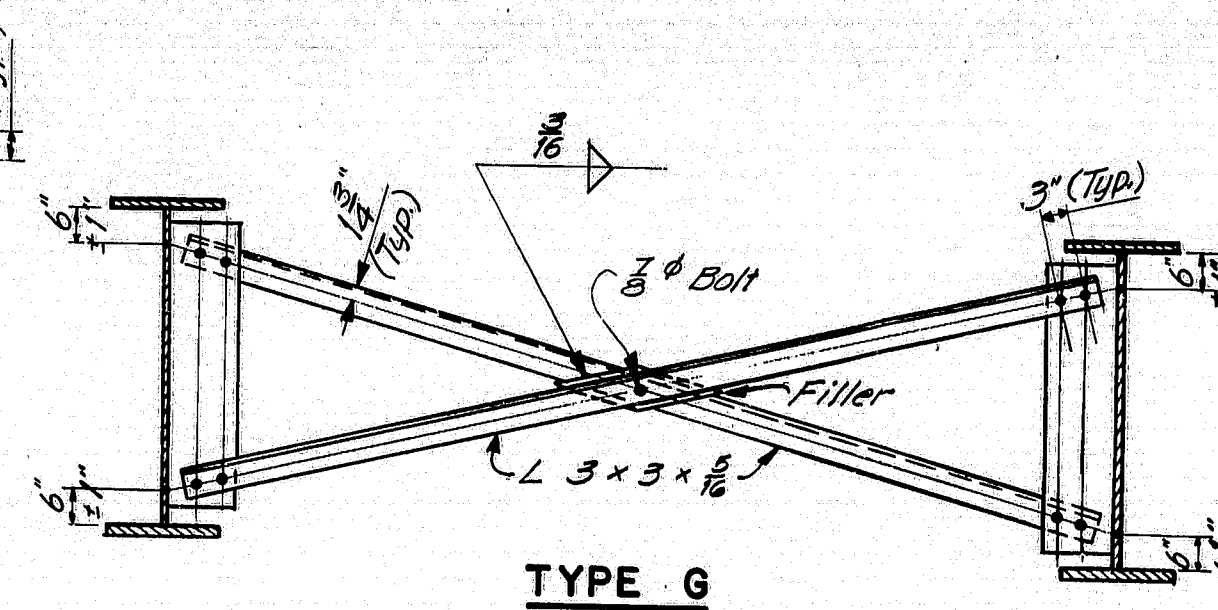 3/16
6"
±1"
1 3/4"
(Typ.)
3" (Typ.)
7/8 φ Bolt
6"
Filler
L 3 x 3 x 5/16
6"
±1"
6"
TYPE G